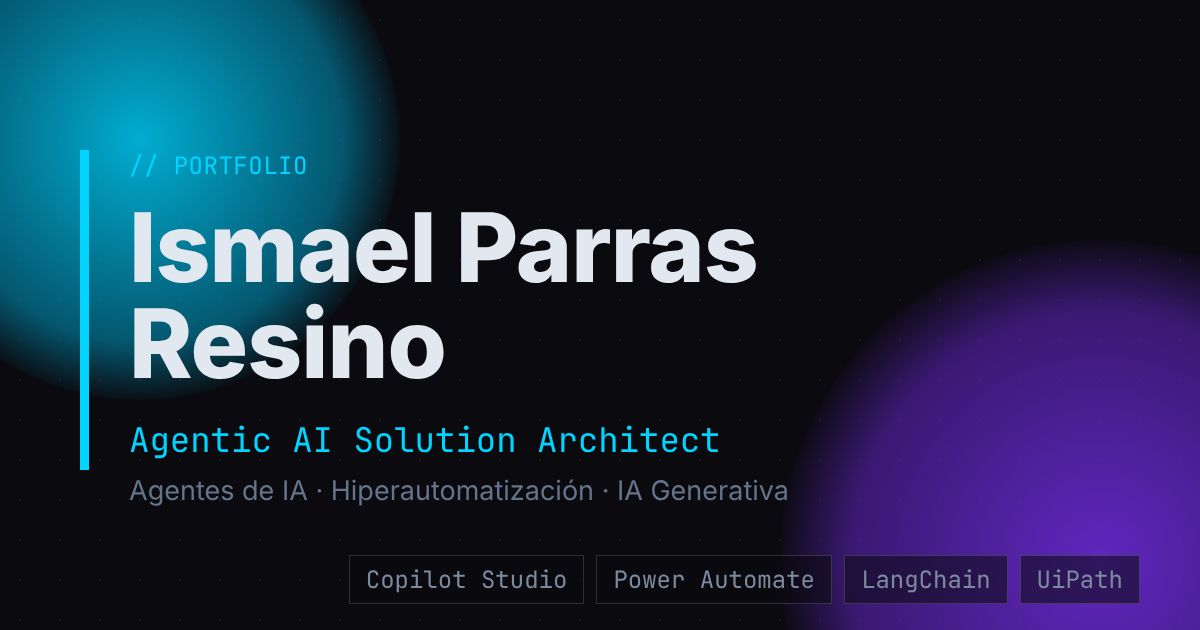 // PORTFOLIO
Ismael Parras
Resino
Agentic AI Solution Architect
Agentes de IA · Hiperautomatización · IA Generativa
Copilot Studio
Power Automate
LangChain
UiPath